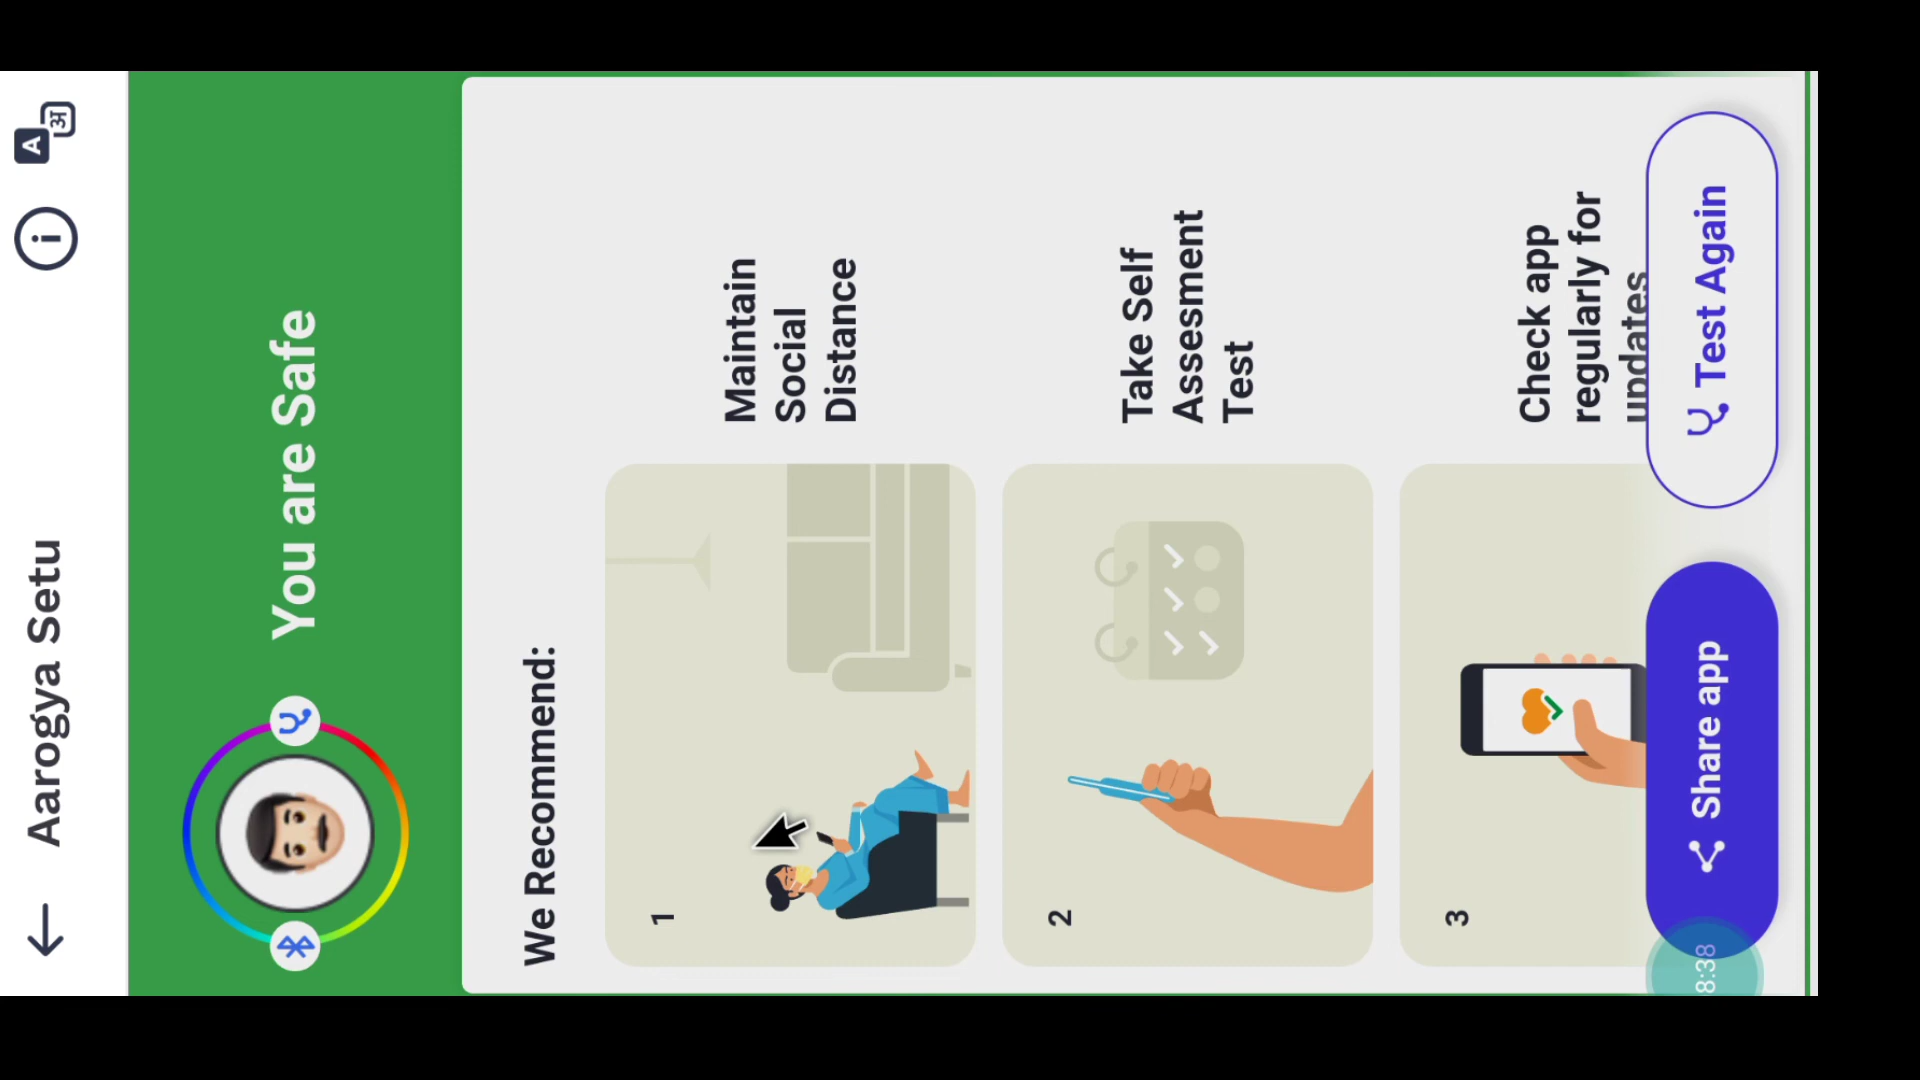 Aarogya Setu
A अ
You are Safe
We Recommend:
1
Maintain
Social
Distance
2
Take Self
Assesment
Test
3
Check app
regularly for
updates
Share app
Test Again
8:38